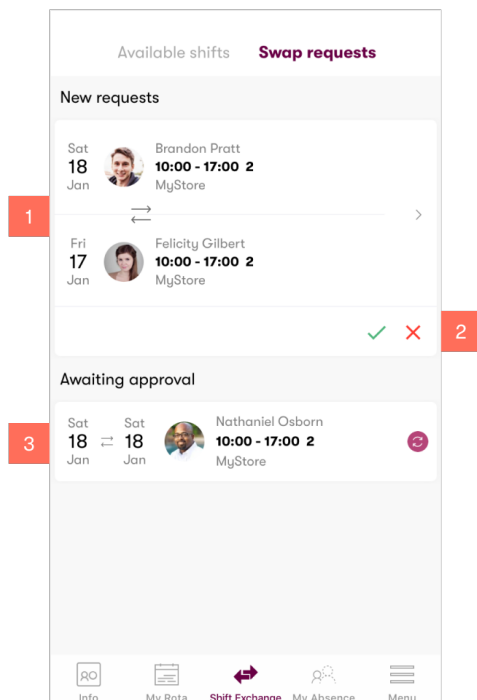 Available shifts Swap requests
New requests
Sat
18
Jan
Brandon Pratt
10:00 - 17:00 2
MyStore
1
Fri
17
Jan
Felicity Gilbert
10:00 - 17:00 2
MyStore
2
Awaiting approval
3
Sat
18
Jan
Sat
18
Jan
Nathaniel Osborn
10:00 - 17:00 2
MyStore
Info My Rota Shift Exchange My Absence Menu